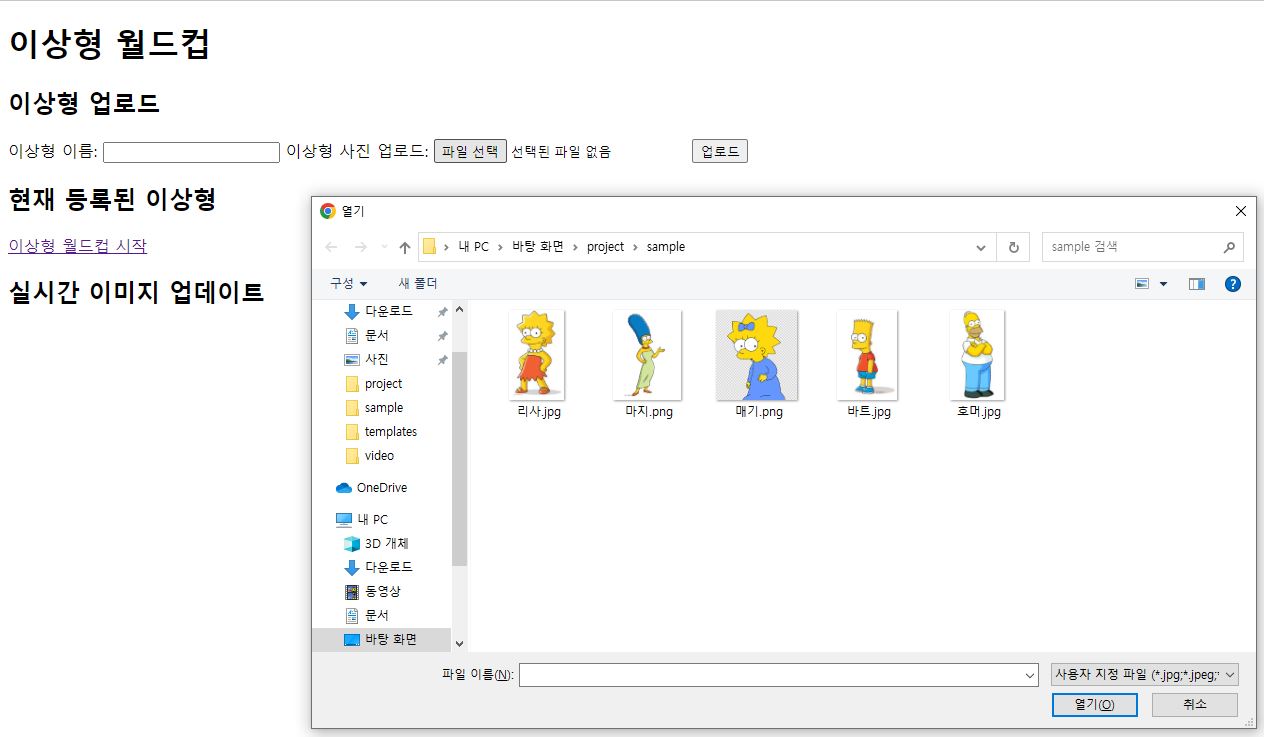 이상형 월드컵
이상형 업로드
이상형 이름: 이상형 사진 업로드: 파일 선택 선택된 파일 없음 업로드
현재 등록된 이상형
이상형 월드컵 시작
실시간 이미지 업데이트
열기
내 PC › 바탕 화면 › project › sample
sample 검색
구성 새 폴더
다운로드
문서
사진
project
sample
templates
video
OneDrive
내 PC
3D 개체
다운로드
동영상
문서
바탕 화면
리사.jpg 마지.png 매기.png 바트.jpg 호머.jpg
파일 이름(N): 사용자 지정 파일 (*.jpg;*.jpeg;
열기(O) 취소